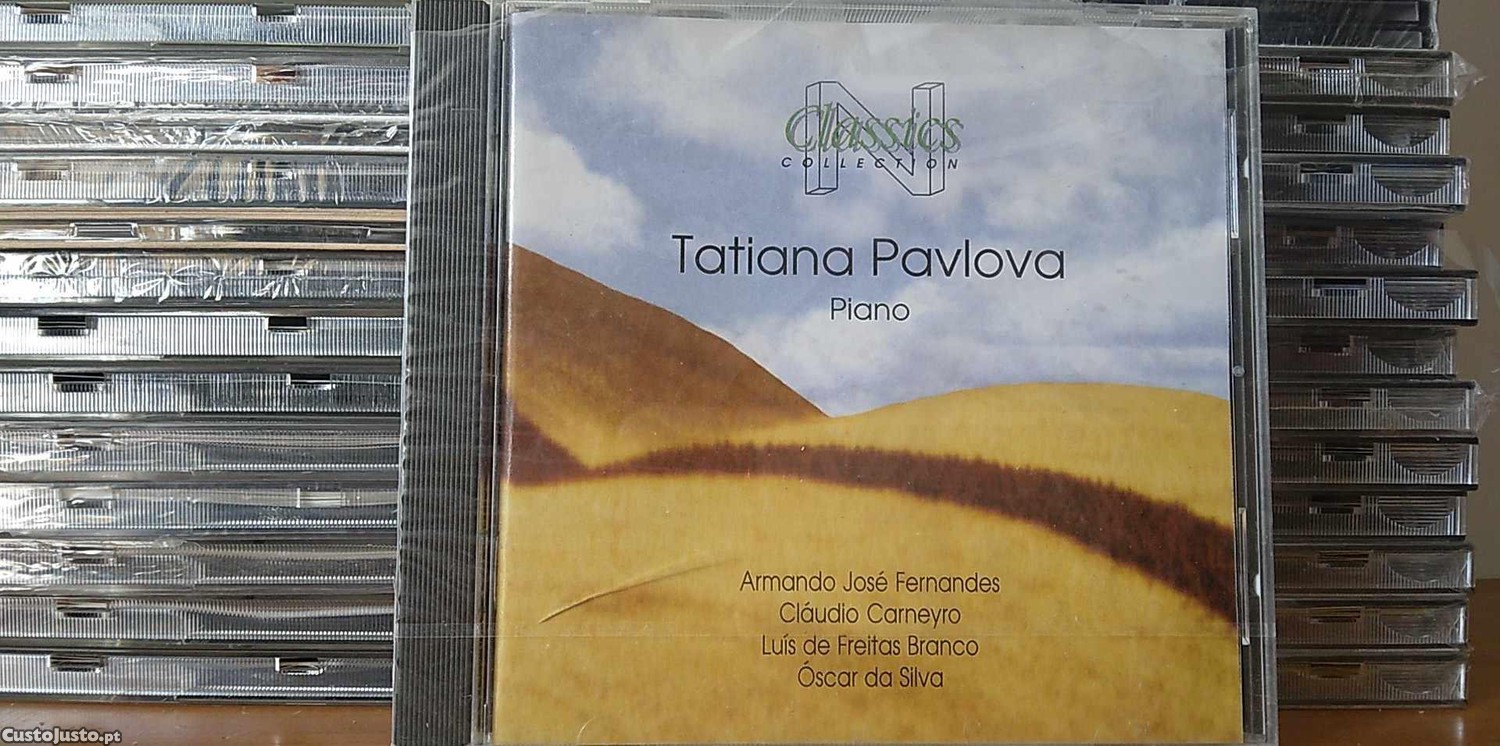 N
Classics
COLLECTION
Tatiana Pavlova
Piano
Armando José Fernandes
Cláudio Carneyro
Luís de Freitas Branco
Óscar da Silva
CustoJusto.pt